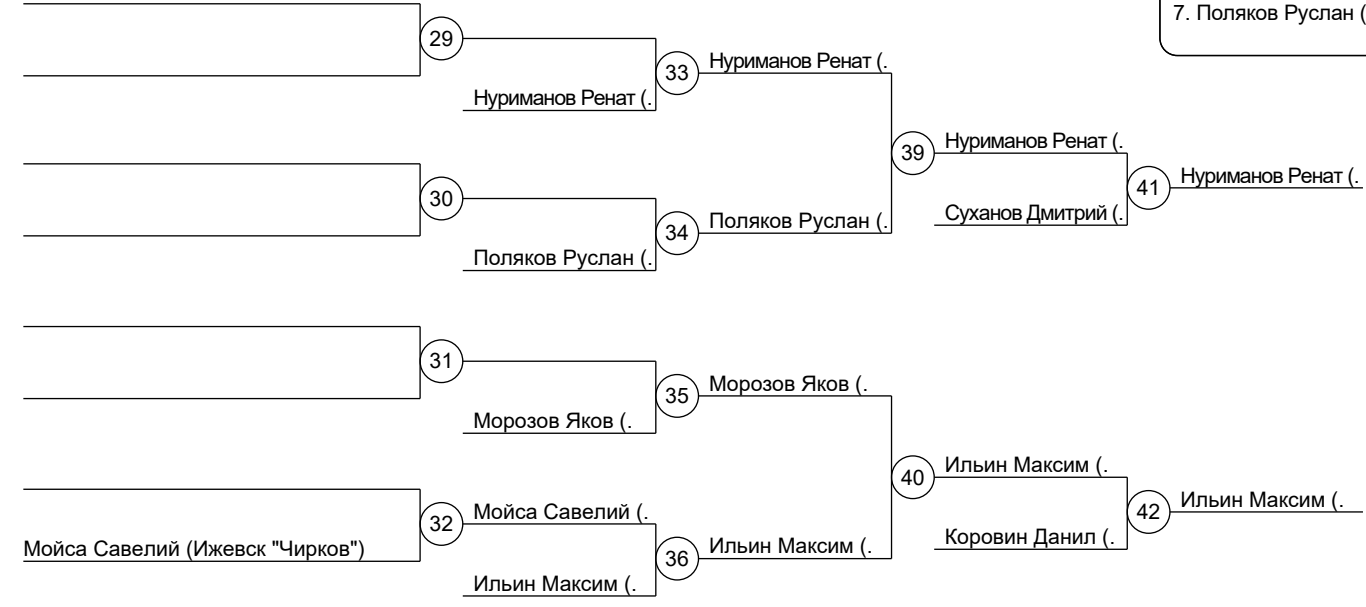 7. Поляков Руслан (
29
33
Нуриманов Ренат (.
Нуриманов Ренат (.
39
Нуриманов Ренат (.
41
Нуриманов Ренат (.
30
34
Поляков Руслан (.
Суханов Дмитрий (.
Поляков Руслан (.
31
35
Морозов Яков (.
Морозов Яков (.
40
Ильин Максим (.
42
Ильин Максим (.
32
Мойса Савелий (.
Коровин Данил (.
Мойса Савелий (Ижевск "Чирков")
36
Ильин Максим (.
Ильин Максим (.